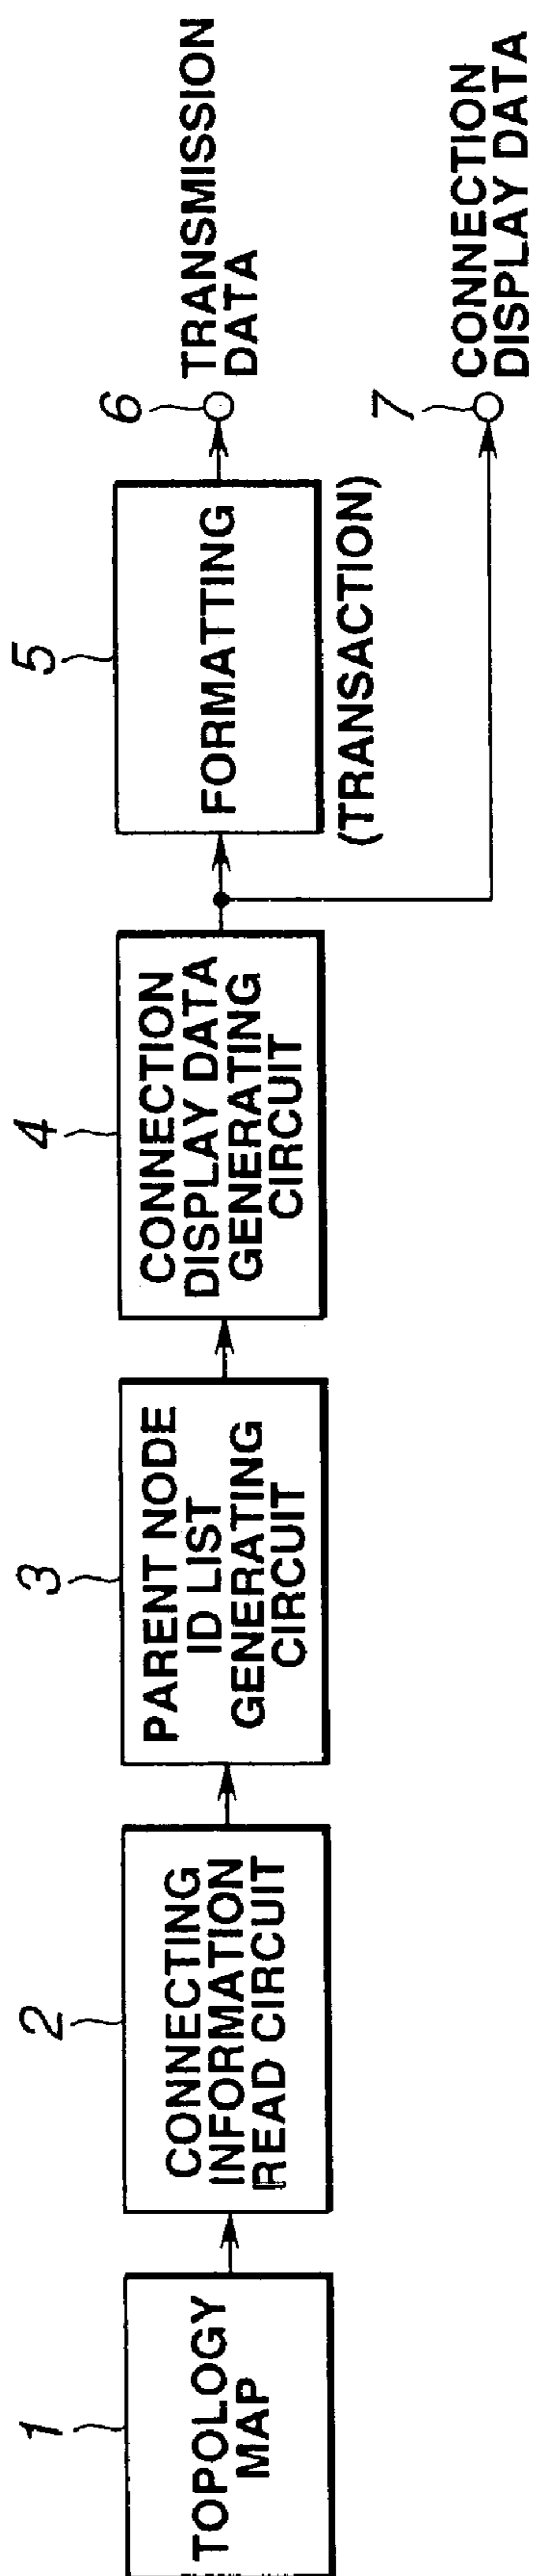 1
TOPOLOGY
MAP
2
CONNECTING
INFORMATION
READ CIRCUIT
3
PARENT NODE
ID LIST
GENERATING
CIRCUIT
4
CONNECTION
DISPLAY DATA
GENERATING
CIRCUIT
5
FORMATTING
(TRANSACTION)
6
TRANSMISSION
DATA
7
CONNECTION
DISPLAY DATA